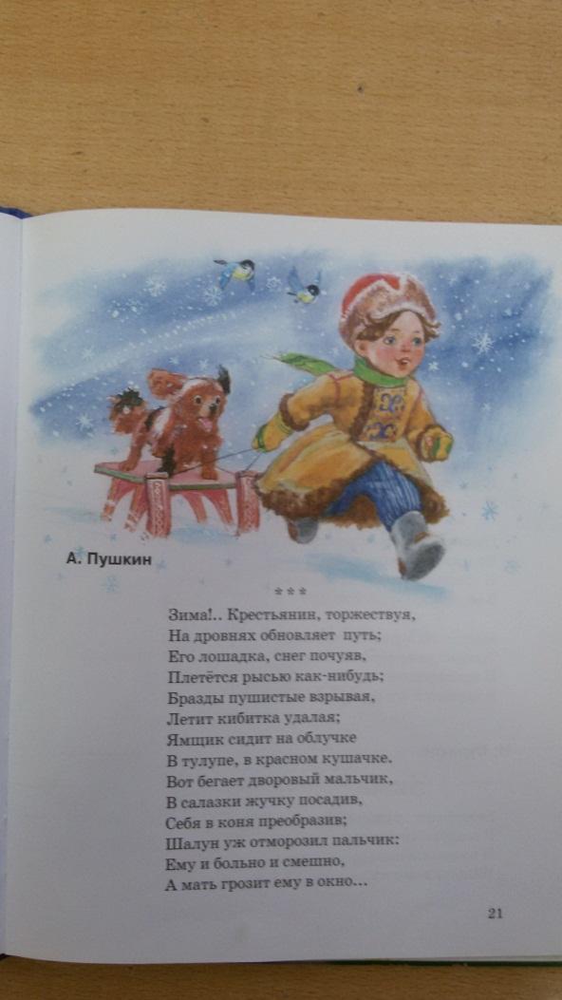 А. Пушкин
***
Зима!.. Крестьянин, торжествуя,
На дровнях обновляет путь;
Его лошадка, снег почуяв,
Плетётся рысью как-нибудь;
Бразды пушистые взрывая,
Летит кибитка удалая;
Ямщик сидит на облучке
В тулупе, в красном кушачке.
Вот бегает дворовый мальчик,
В салазки жучку посадив,
Себя в коня преобразив;
Шалун уж отморозил пальчик:
Ему и больно и смешно,
А мать грозит ему в окно...
21